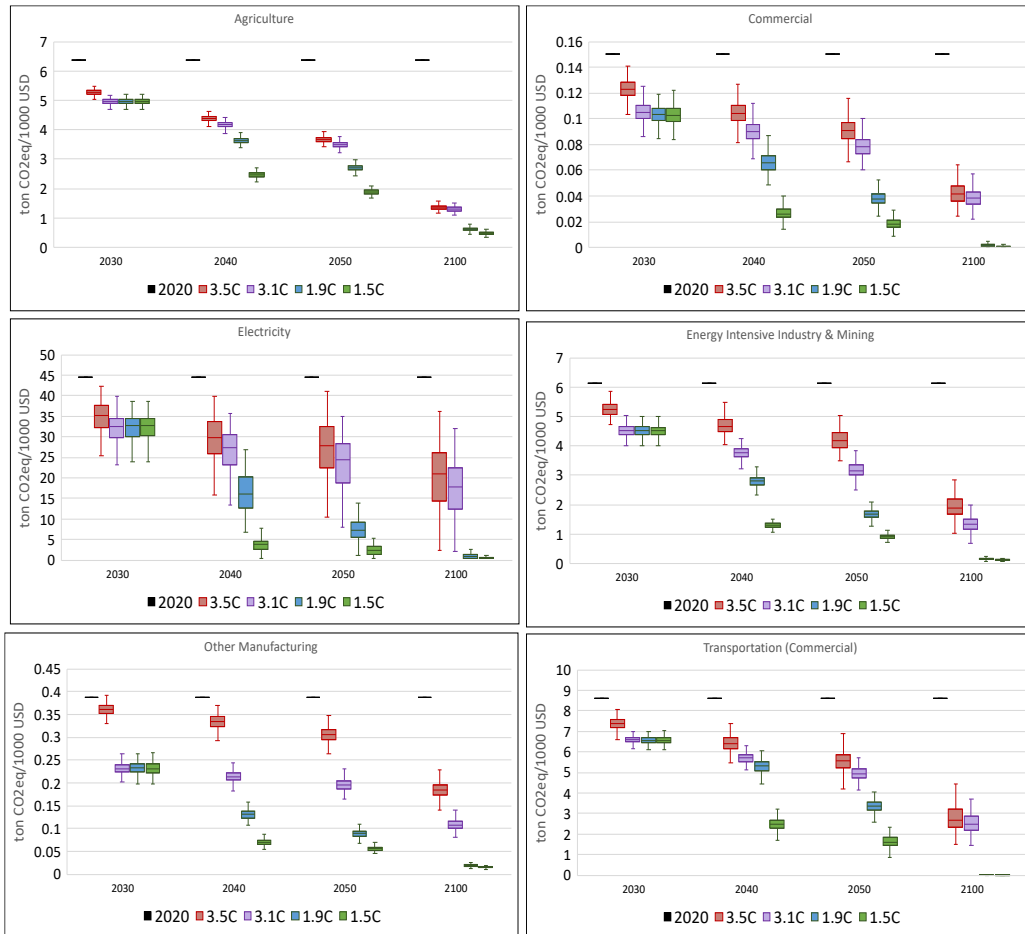 Agriculture
ton CO2eq/1000 USD
7
6
5
4
3
2
1
0
2030 2040 2050 2100
2020 3.5C 3.1C 1.9C 1.5C
Commercial
ton CO2eq/1000 USD
0.16
0.14
0.12
0.1
0.08
0.06
0.04
0.02
0
2030 2040 2050 2100
2020 3.5C 3.1C 1.9C 1.5C
Electricity
ton CO2eq/1000 USD
50
45
40
35
30
25
20
15
10
5
0
2030 2040 2050 2100
2020 3.5C 3.1C 1.9C 1.5C
Energy Intensive Industry & Mining
ton CO2eq/1000 USD
7
6
5
4
3
2
1
0
2030 2040 2050 2100
2020 3.5C 3.1C 1.9C 1.5C
Other Manufacturing
ton CO2eq/1000 USD
0.45
0.4
0.35
0.3
0.25
0.2
0.15
0.1
0.05
0
2030 2040 2050 2100
2020 3.5C 3.1C 1.9C 1.5C
Transportation (Commercial)
ton CO2eq/1000 USD
10
9
8
7
6
5
4
3
2
1
0
2030 2040 2050 2100
2020 3.5C 3.1C 1.9C 1.5C